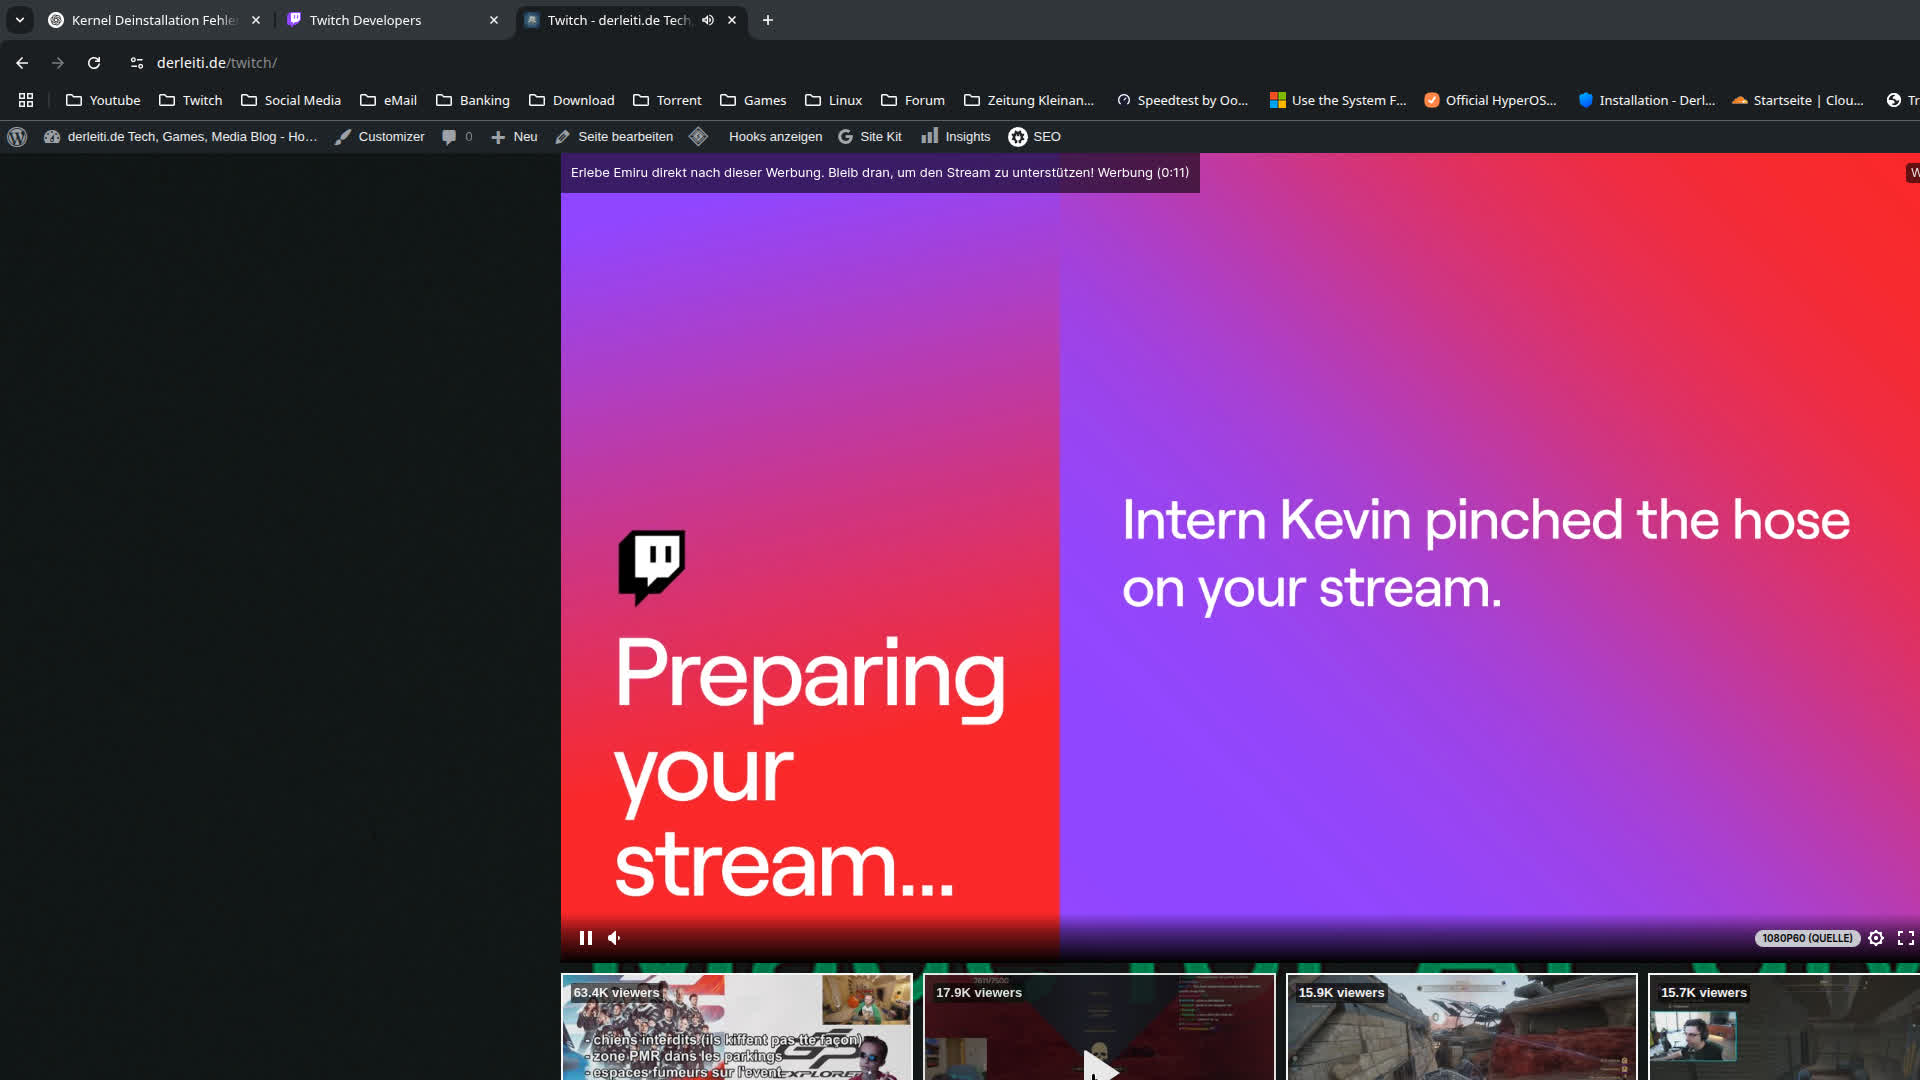 Kernel Deinstallation Fehle
Twitch Developers
Twitch - derleiti.de Tech,
derleiti.de/twitch/
Youtube
Twitch
Social Media
eMail
Banking
Download
Torrent
Games
Linux
Forum
Zeitung Kleinan...
Speedtest by Oo...
Use the System F...
Official HyperOS...
Installation - Derl...
Startseite | Clou...
Tr
derleiti.de Tech, Games, Media Blog - Ho…
Customizer
0
Neu
Seite bearbeiten
Hooks anzeigen
Site Kit
Insights
SEO
Erlebe Emiru direkt nach dieser Werbung. Bleib dran, um den Stream zu unterstützen! Werbung (0:11)
W
Intern Kevin pinched the hose
on your stream.
Preparing
your
stream...
1080P60 (QUELLE)
63.4K viewers
17.9K viewers
15.9K viewers
15.7K viewers
- chiens interdits (ils kiffent pas tte façon)
- zone PMR dans les parkings
- espaces fumeurs sur l'event
GP
EXPLORER